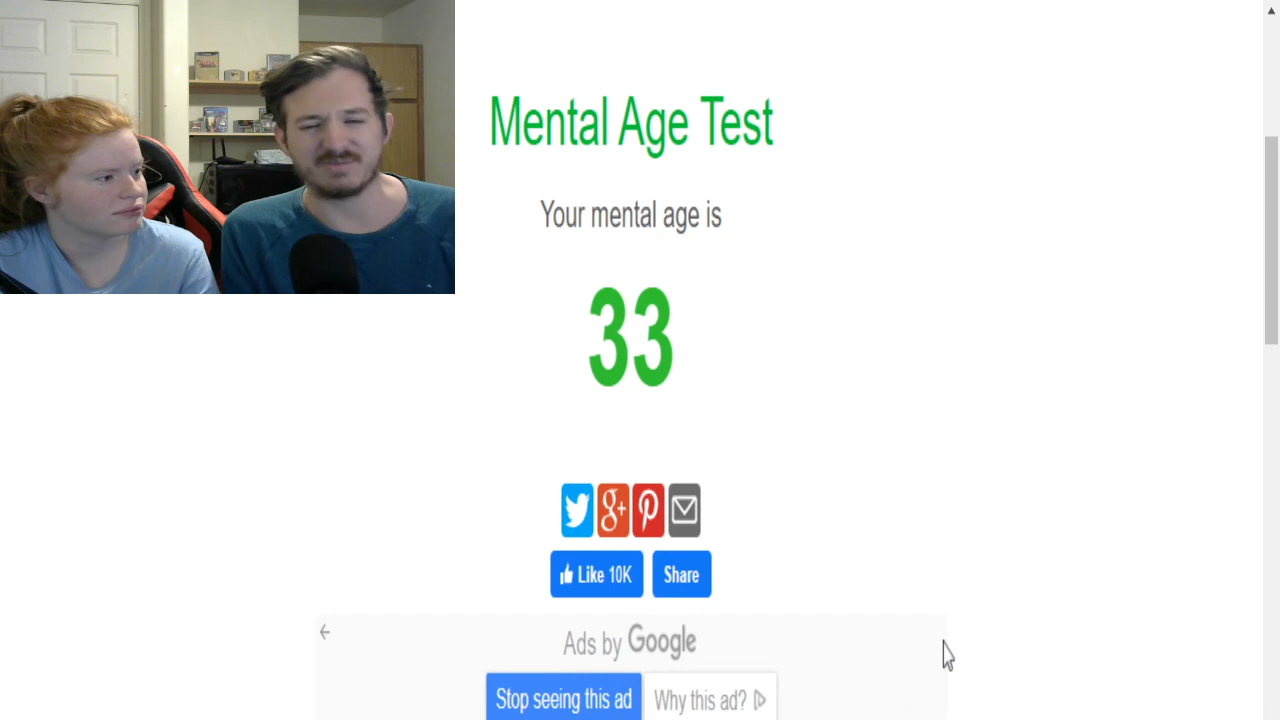 Mental Age Test
Your mental age is
33
g+
Like 10K
Share
Ads by Google
Stop seeing this ad
Why this ad?